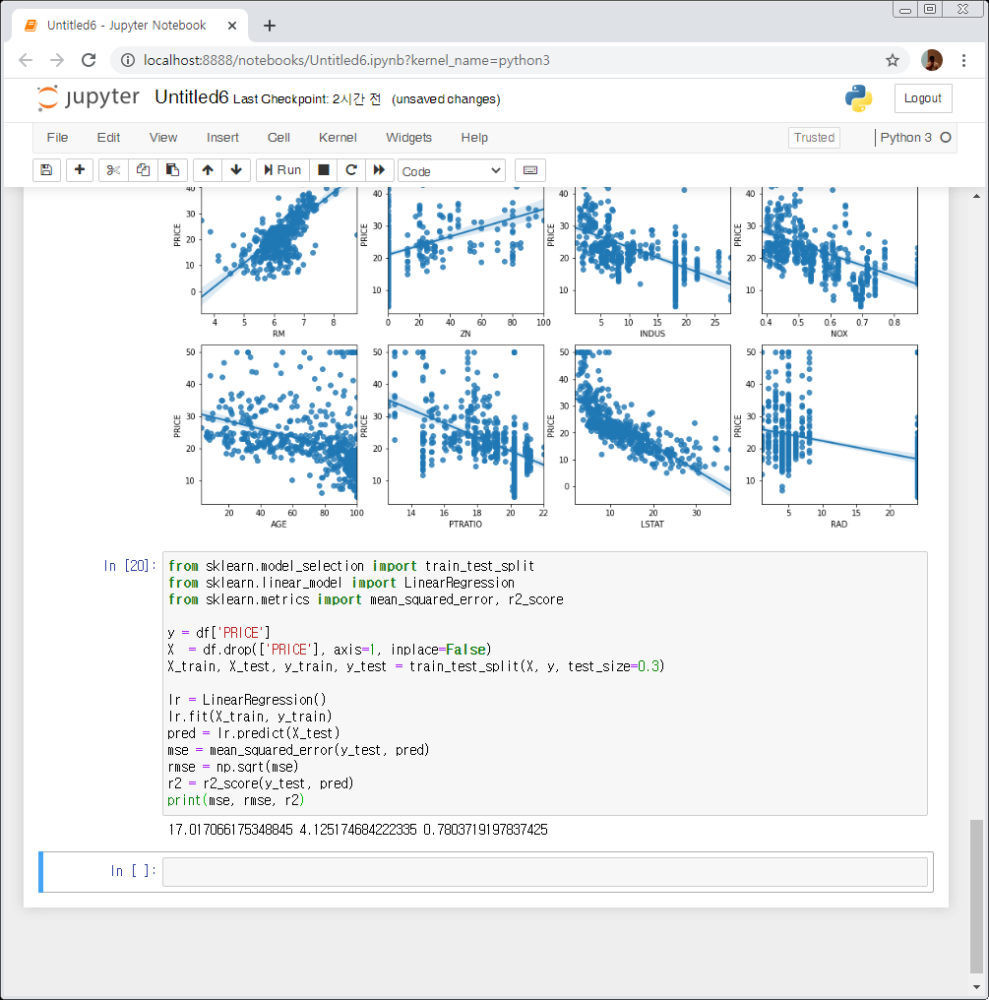 Untitled6 - Jupyter Notebook
localhost:8888/notebooks/Untitled6.ipynb?kernel_name=python3
jupyter Untitled6 Last Checkpoint: 2시간 전 (unsaved changes)
Logout
File Edit View Insert Cell Kernel Widgets Help
Trusted
Python 3
Run
Code
40 30 20 10 0
PRICE
4 5 6 7 8
RM
40 30 20 10
PRICE
0 20 40 60 80 100
ZN
40 30 20 10
PRICE
5 10 15 20 25
INDUS
40 30 20 10
PRICE
0.4 0.5 0.6 0.7 0.8
NOX
50 40 30 20 10
PRICE
20 40 60 80 100
AGE
50 40 30 20 10
PRICE
14 16 18 20 22
PTRATIO
50 40 30 20 10 0
PRICE
10 20 30
LSTAT
50 40 30 20 10
PRICE
5 10 15 20
RAD
In [20]:
from sklearn.model_selection import train_test_split
from sklearn.linear_model import LinearRegression
from sklearn.metrics import mean_squared_error, r2_score
y = df['PRICE']
X  = df.drop(['PRICE'], axis=1, inplace=False)
X_train, X_test, y_train, y_test = train_test_split(X, y, test_size=0.3)
lr = LinearRegression()
lr.fit(X_train, y_train)
pred = lr.predict(X_test)
mse = mean_squared_error(y_test, pred)
rmse = np.sqrt(mse)
r2 = r2_score(y_test, pred)
print(mse, rmse, r2)
17.017066175348845 4.125174684222335 0.7803719197837425
In [ ]: